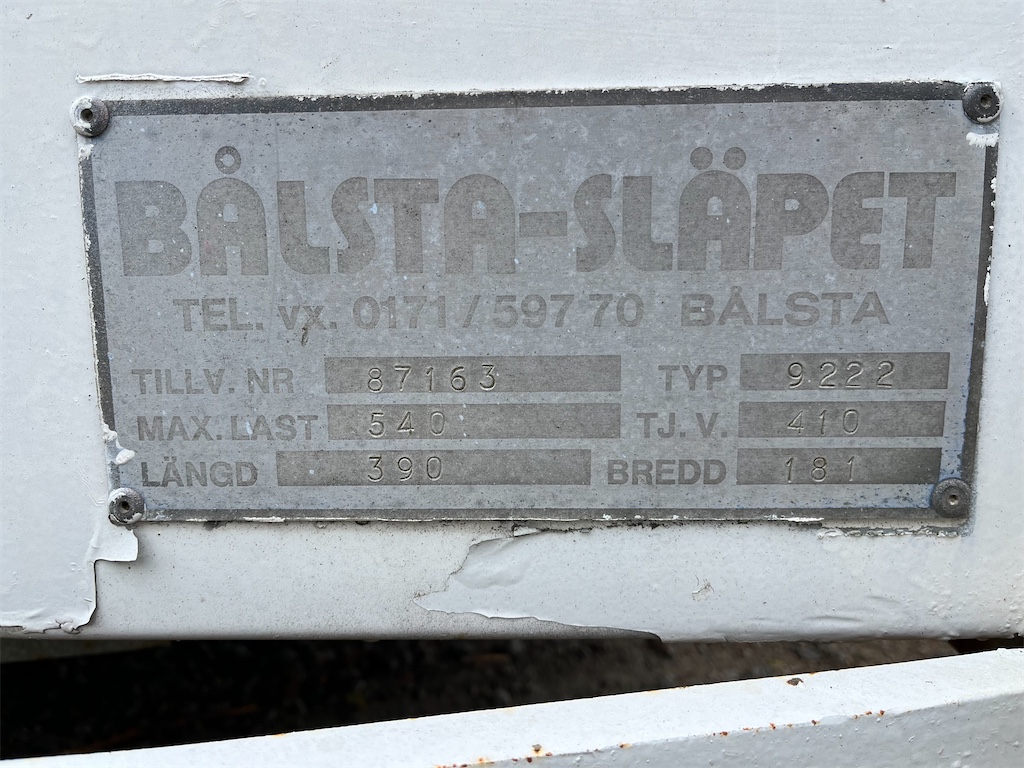 BÅLSTA-SLÄPET
TEL. vx. 0171/597 70 BÅLSTA
TILLV. NR 87163 TYP 9222
MAX. LAST 540 TJ. V. 410
LÄNGD 390 BREDD 181